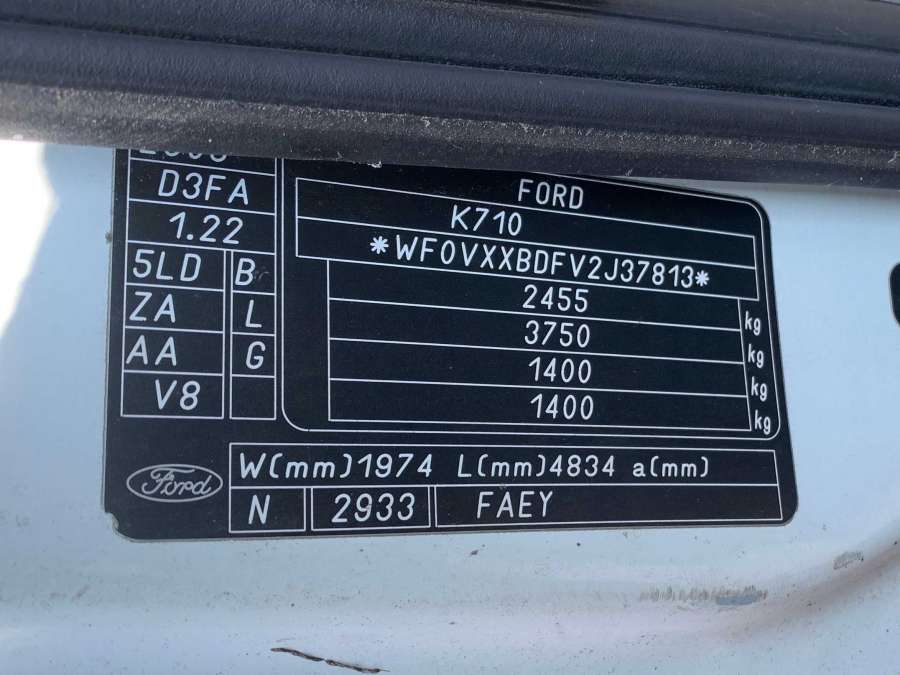 D3FA
1.22
5LD B
ZA L
AA G
V8
FORD
K710
*WF0VXXBDFV2J37813*
2455 kg
3750 kg
1400 kg
1400 kg
Ford
W(mm)1974 L(mm)4834 a(mm)
N 2933 FAEY